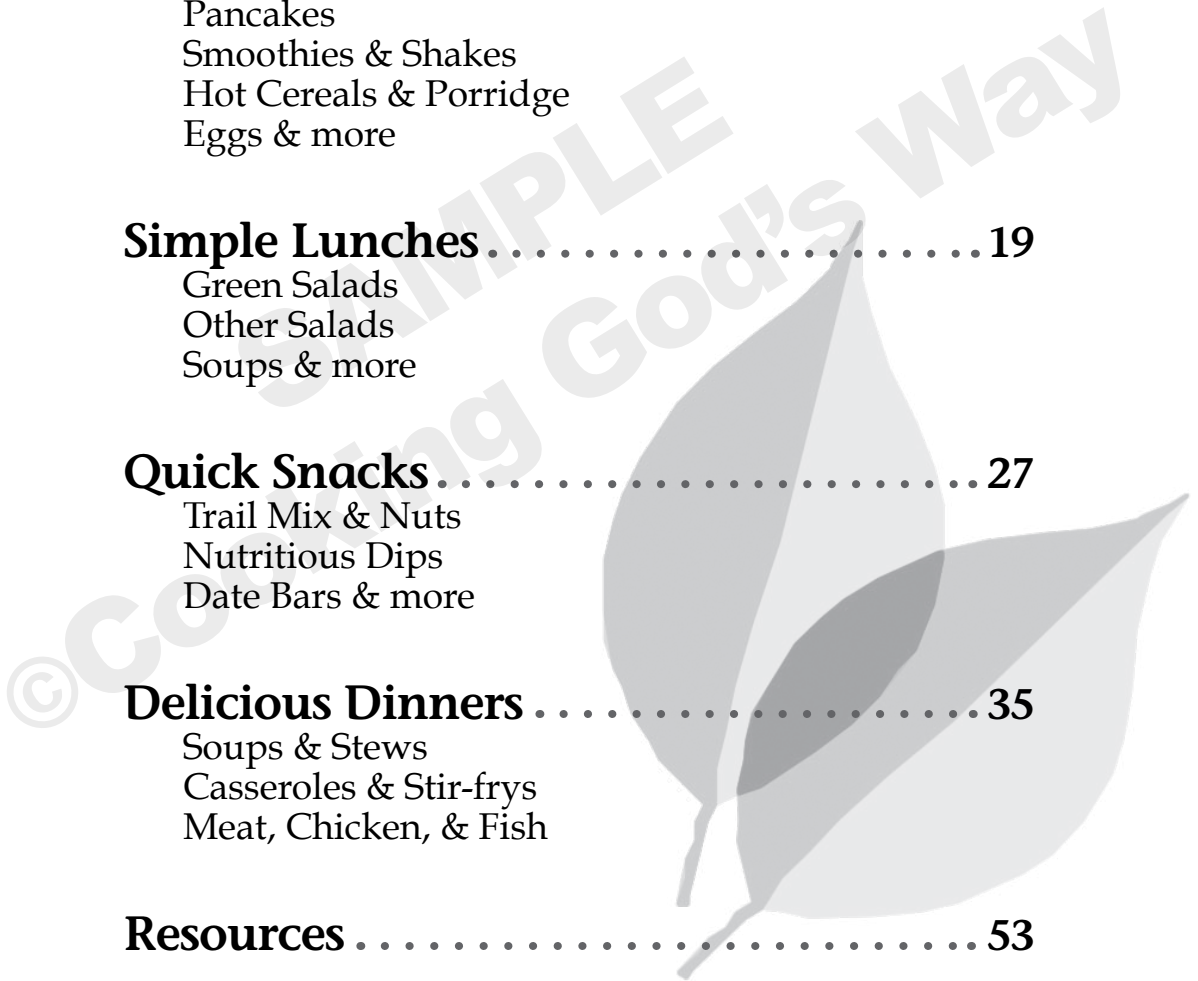 Pancakes
Smoothies & Shakes
Hot Cereals & Porridge
Eggs & more
Simple Lunches . . . . . . . . . . . . . . . . . . . . . 19
Green Salads
Other Salads
Soups & more
Quick Snacks . . . . . . . . . . . . . . . . . . . . . . . 27
Trail Mix & Nuts
Nutritious Dips
Date Bars & more
Delicious Dinners . . . . . . . . . . . . . . . . . . . 35
Soups & Stews
Casseroles & Stir-frys
Meat, Chicken, & Fish
Resources . . . . . . . . . . . . . . . . . . . . . . . . . . 53
SAMPLE
©Cooking God's Way